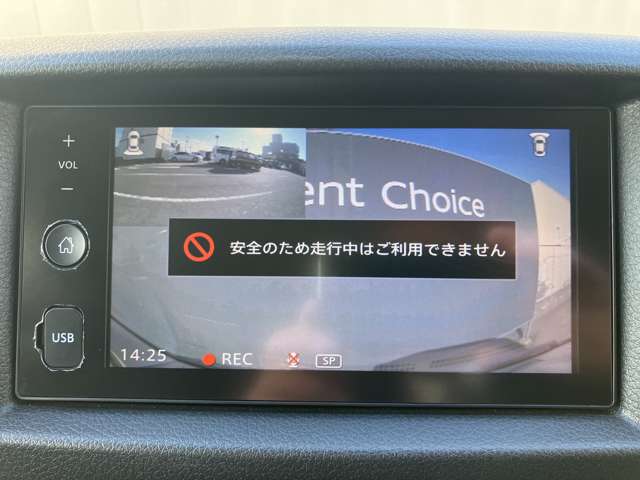 +
VOL
−
ent Choice
安全のため走行中はご利用できません
USB
14:25 REC SP